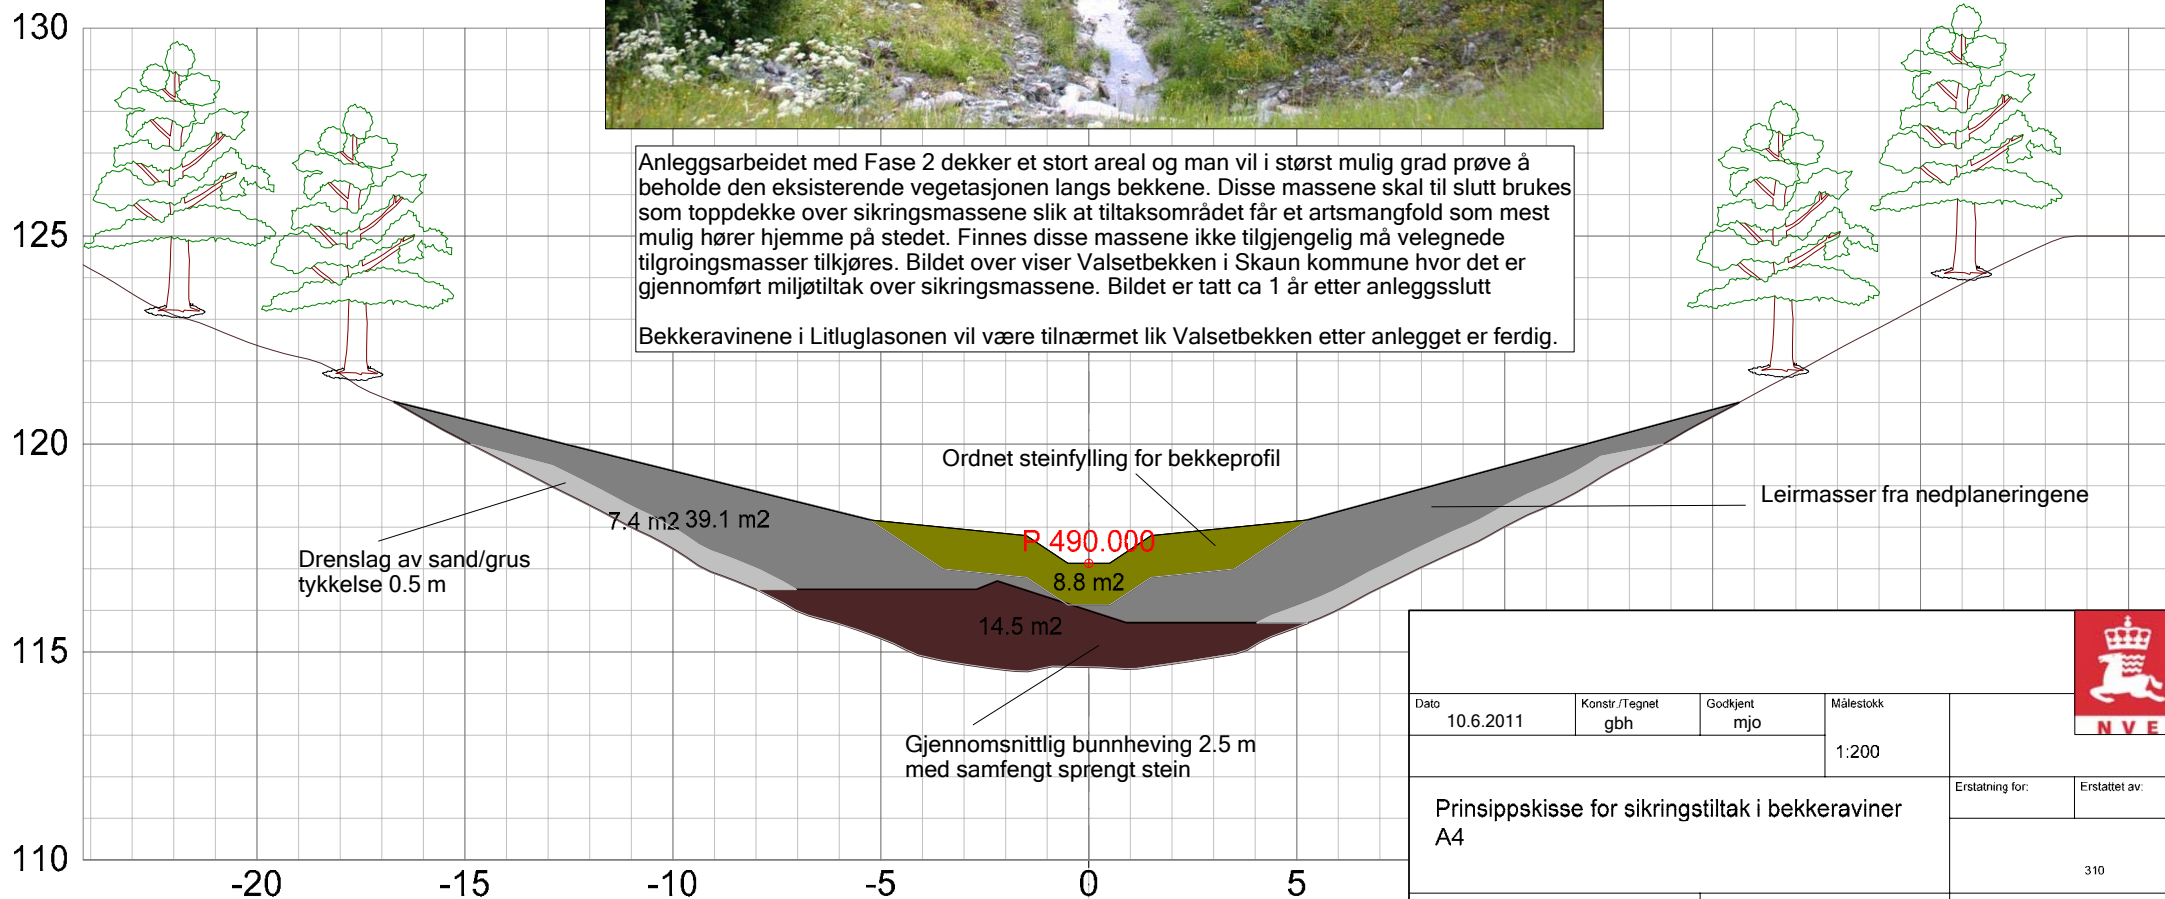 130
Anleggsarbeidet med Fase 2 dekker et stort areal og man vil i størst mulig grad prøve å
beholde den eksisterende vegetasjonen langs bekkene. Disse massene skal til slutt brukes
som toppdekke over sikringsmassene slik at tiltaksområdet får et artsmangfold som mest
mulig hører hjemme på stedet. Finnes disse massene ikke tilgjengelig må velegnede
tilgroingsmasser tilkjøres. Bildet over viser Valsetbekken i Skaun kommune hvor det er
gjennomført miljøtiltak over sikringsmassene. Bildet er tatt ca 1 år etter anleggsslutt
Bekkeravinene i Litluglasonen vil være tilnærmet lik Valsetbekken etter anlegget er ferdig.
125
120
Ordnet steinfylling for bekkeprofil
Leirmasser fra nedplaneringene
7.4 m2 39.1 m2
P 490.000
Drenslag av sand/grus
tykkelse 0.5 m
8.8 m2
14.5 m2
115
Gjennomsnittlig bunnheving 2.5 m
med samfengt sprengt stein
110
-20 -15 -10 -5 0 5
NVE
Dato Konstr./Tegnet Godkjent Målestokk
10.6.2011 gbh mjo
1:200
Erstatning for: Erstattet av:
Prinsippskisse for sikringstiltak i bekkeraviner
A4
310